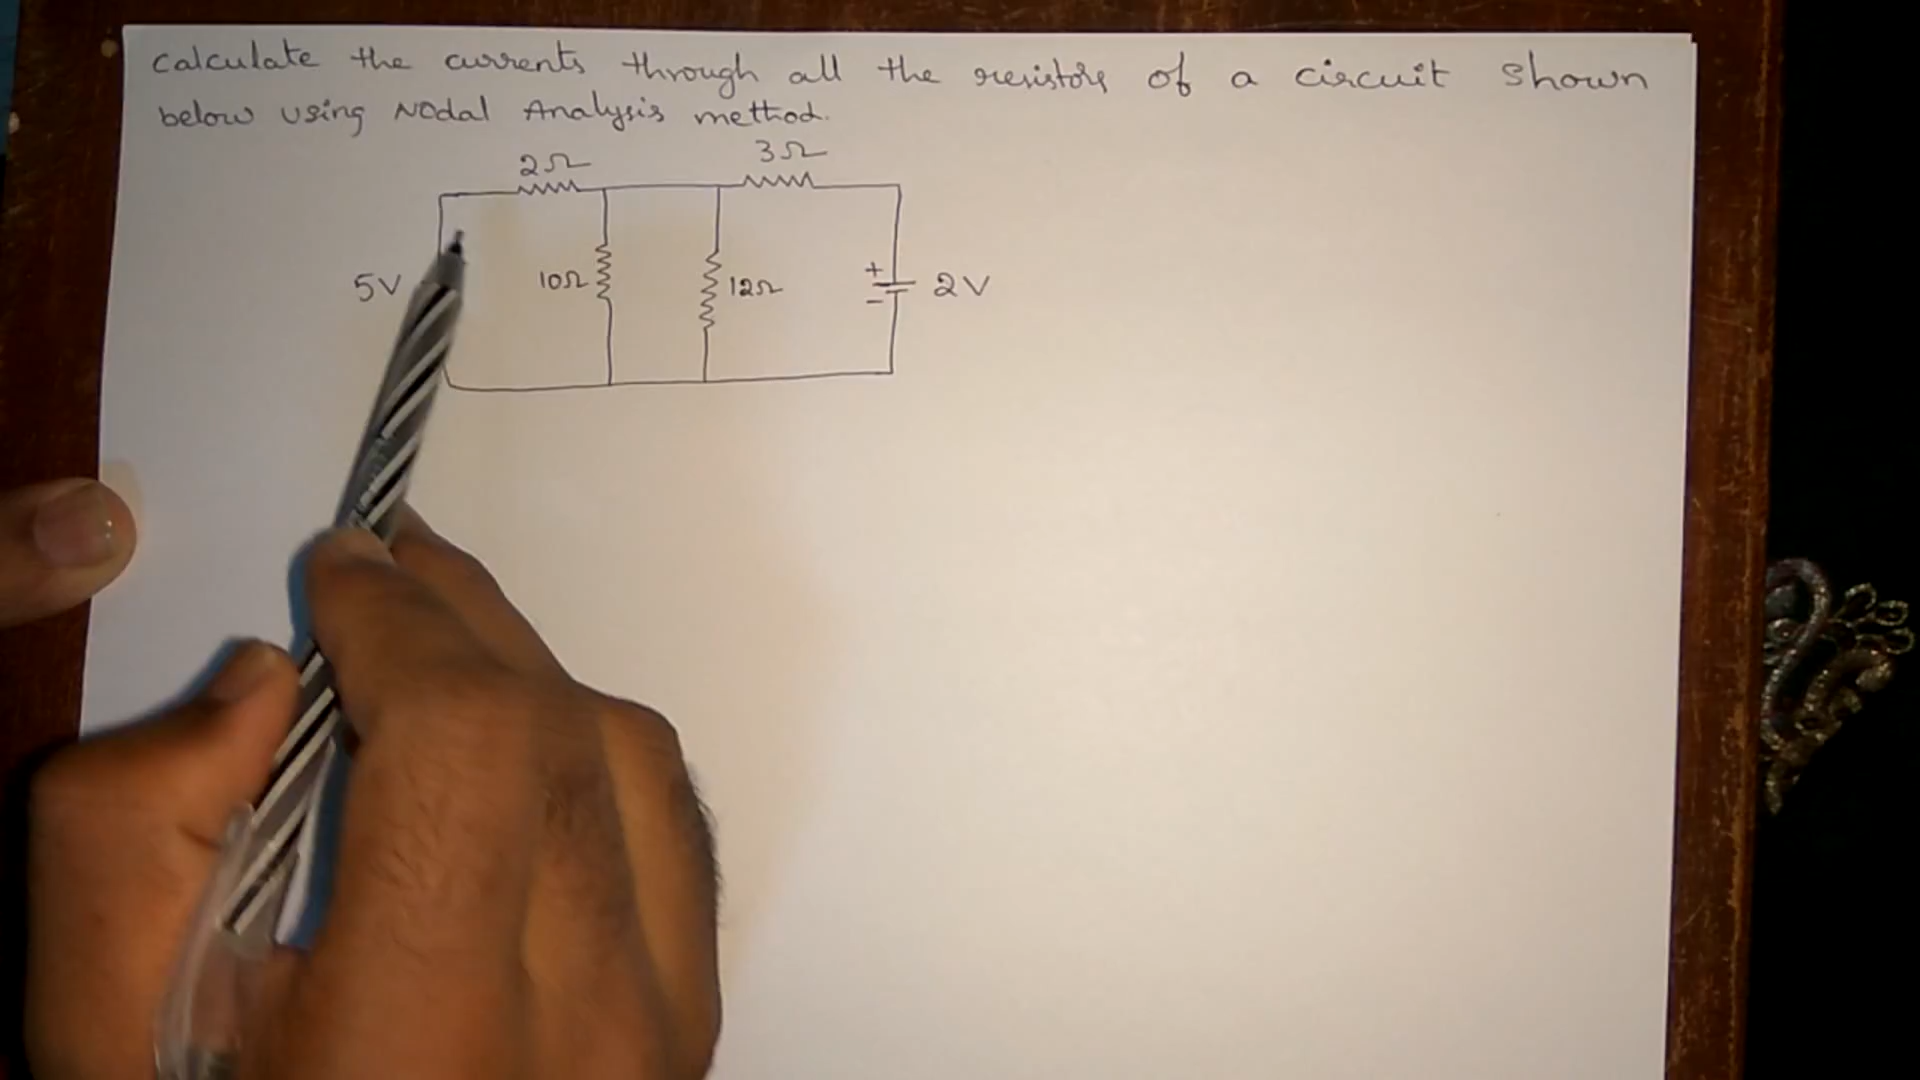 calculate the currents through all the resistors of a circuit shown
below using Nodal Analysis method.
2Ω
3Ω
5V
10Ω
12Ω
+
-
2V